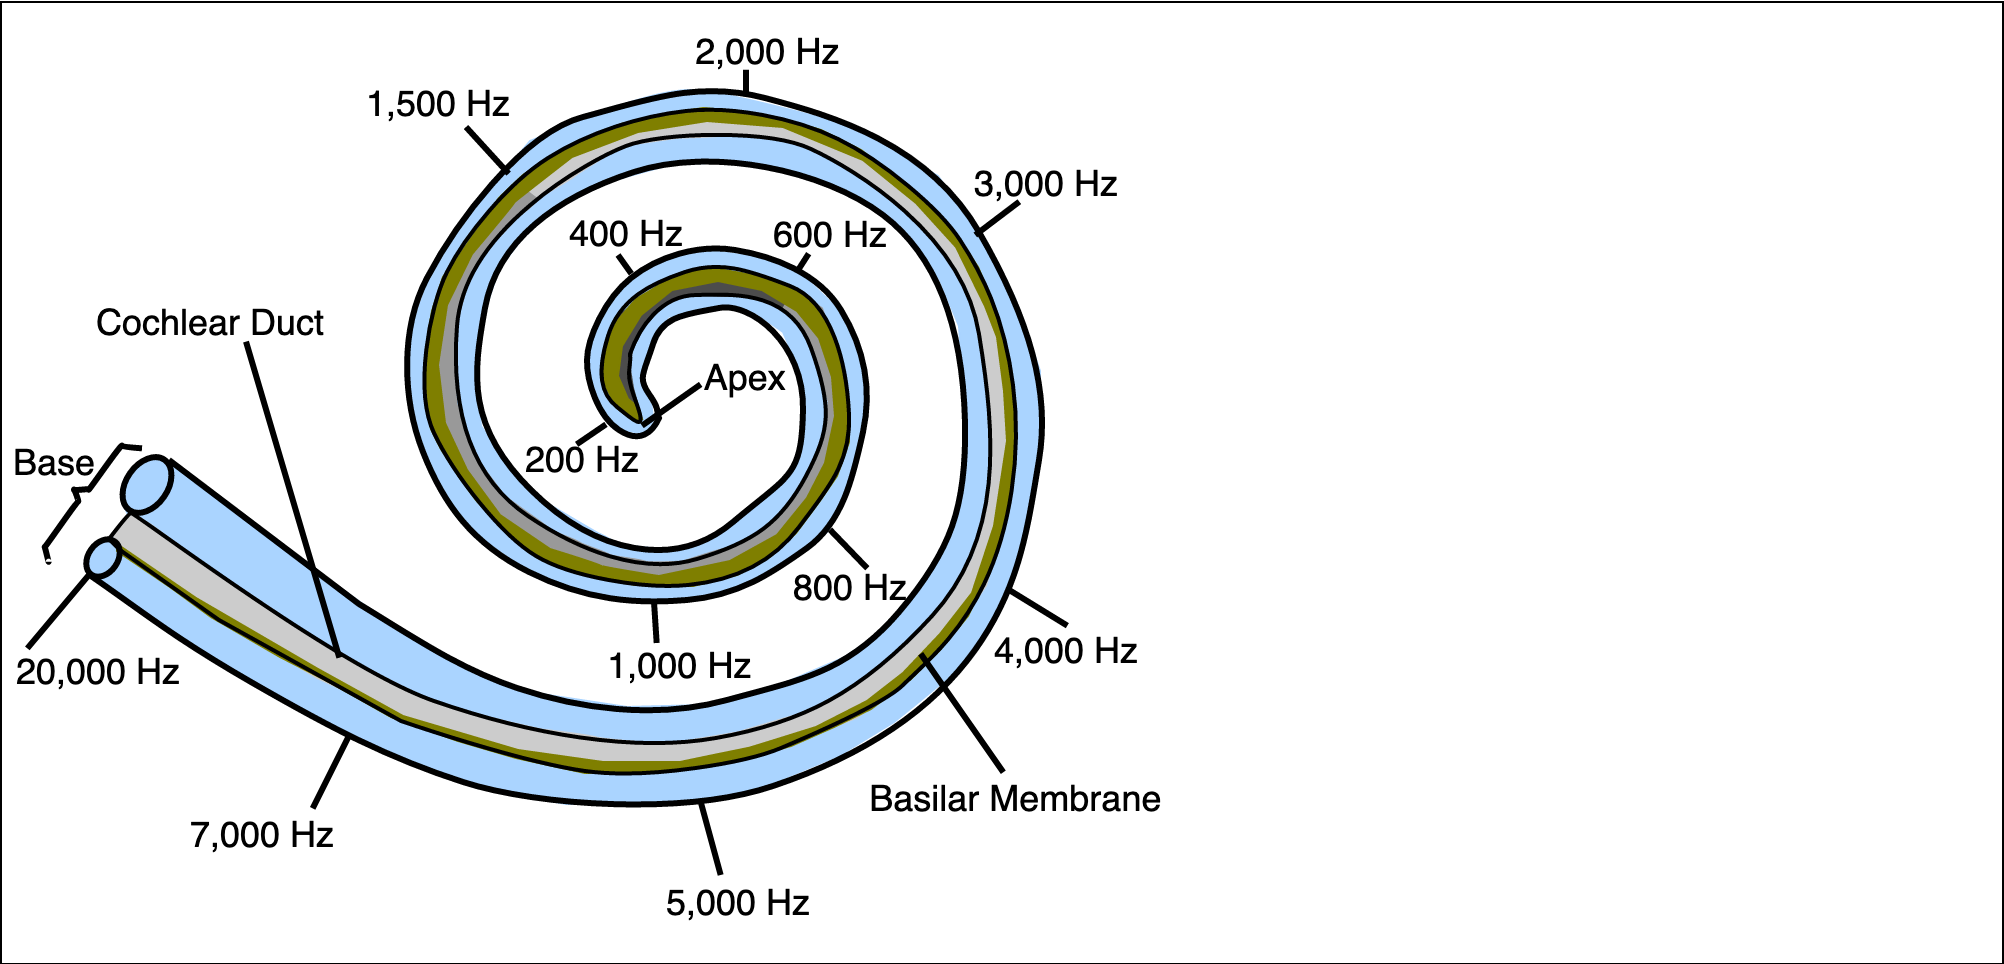 2,000 Hz
1,500 Hz
3,000 Hz
400 Hz
600 Hz
Cochlear Duct
Apex
Base
200 Hz
800 Hz
4,000 Hz
1,000 Hz
20,000 Hz
Basilar Membrane
7,000 Hz
5,000 Hz